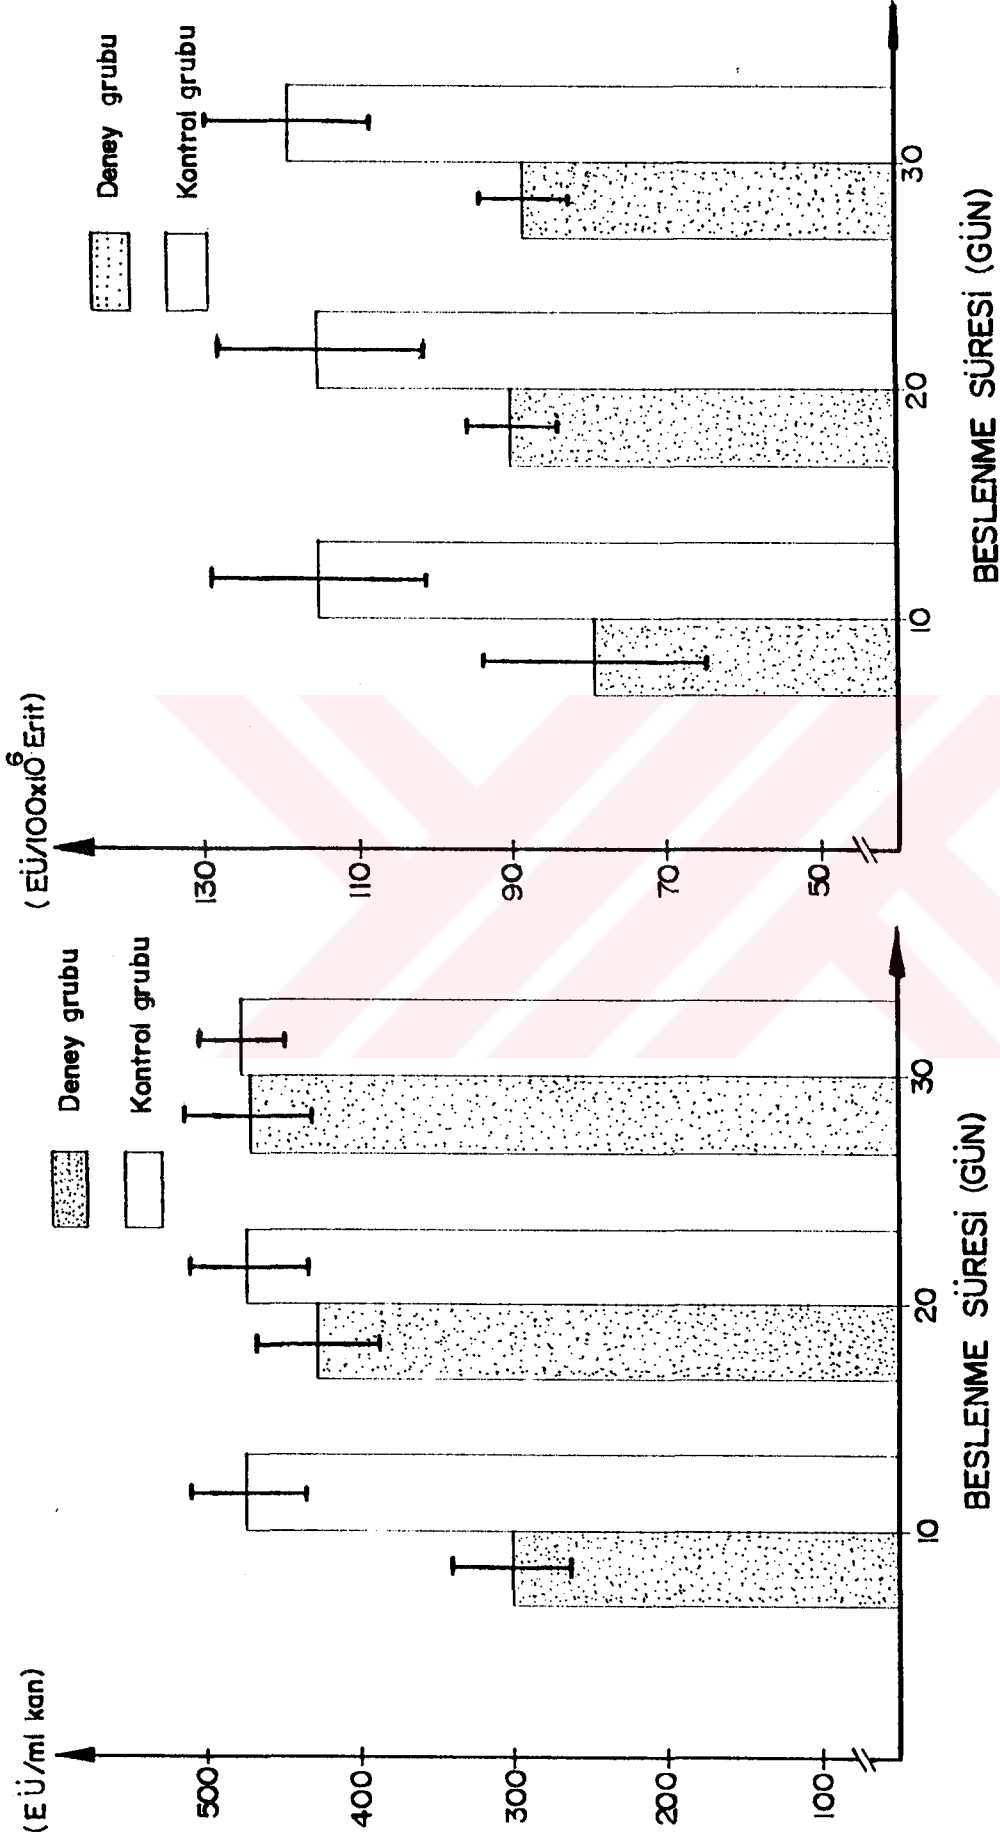 (EÜ/ml kan)
500
400
300
200
100
Deney grubu
Kontrol grubu
10
20
30
BESLENME SÜRESİ (GÜN)
(EÜ/100x10⁶ Erit)
130
110
90
70
50
Deney grubu
Kontrol grubu
10
20
30
BESLENME SÜRESİ (GÜN)